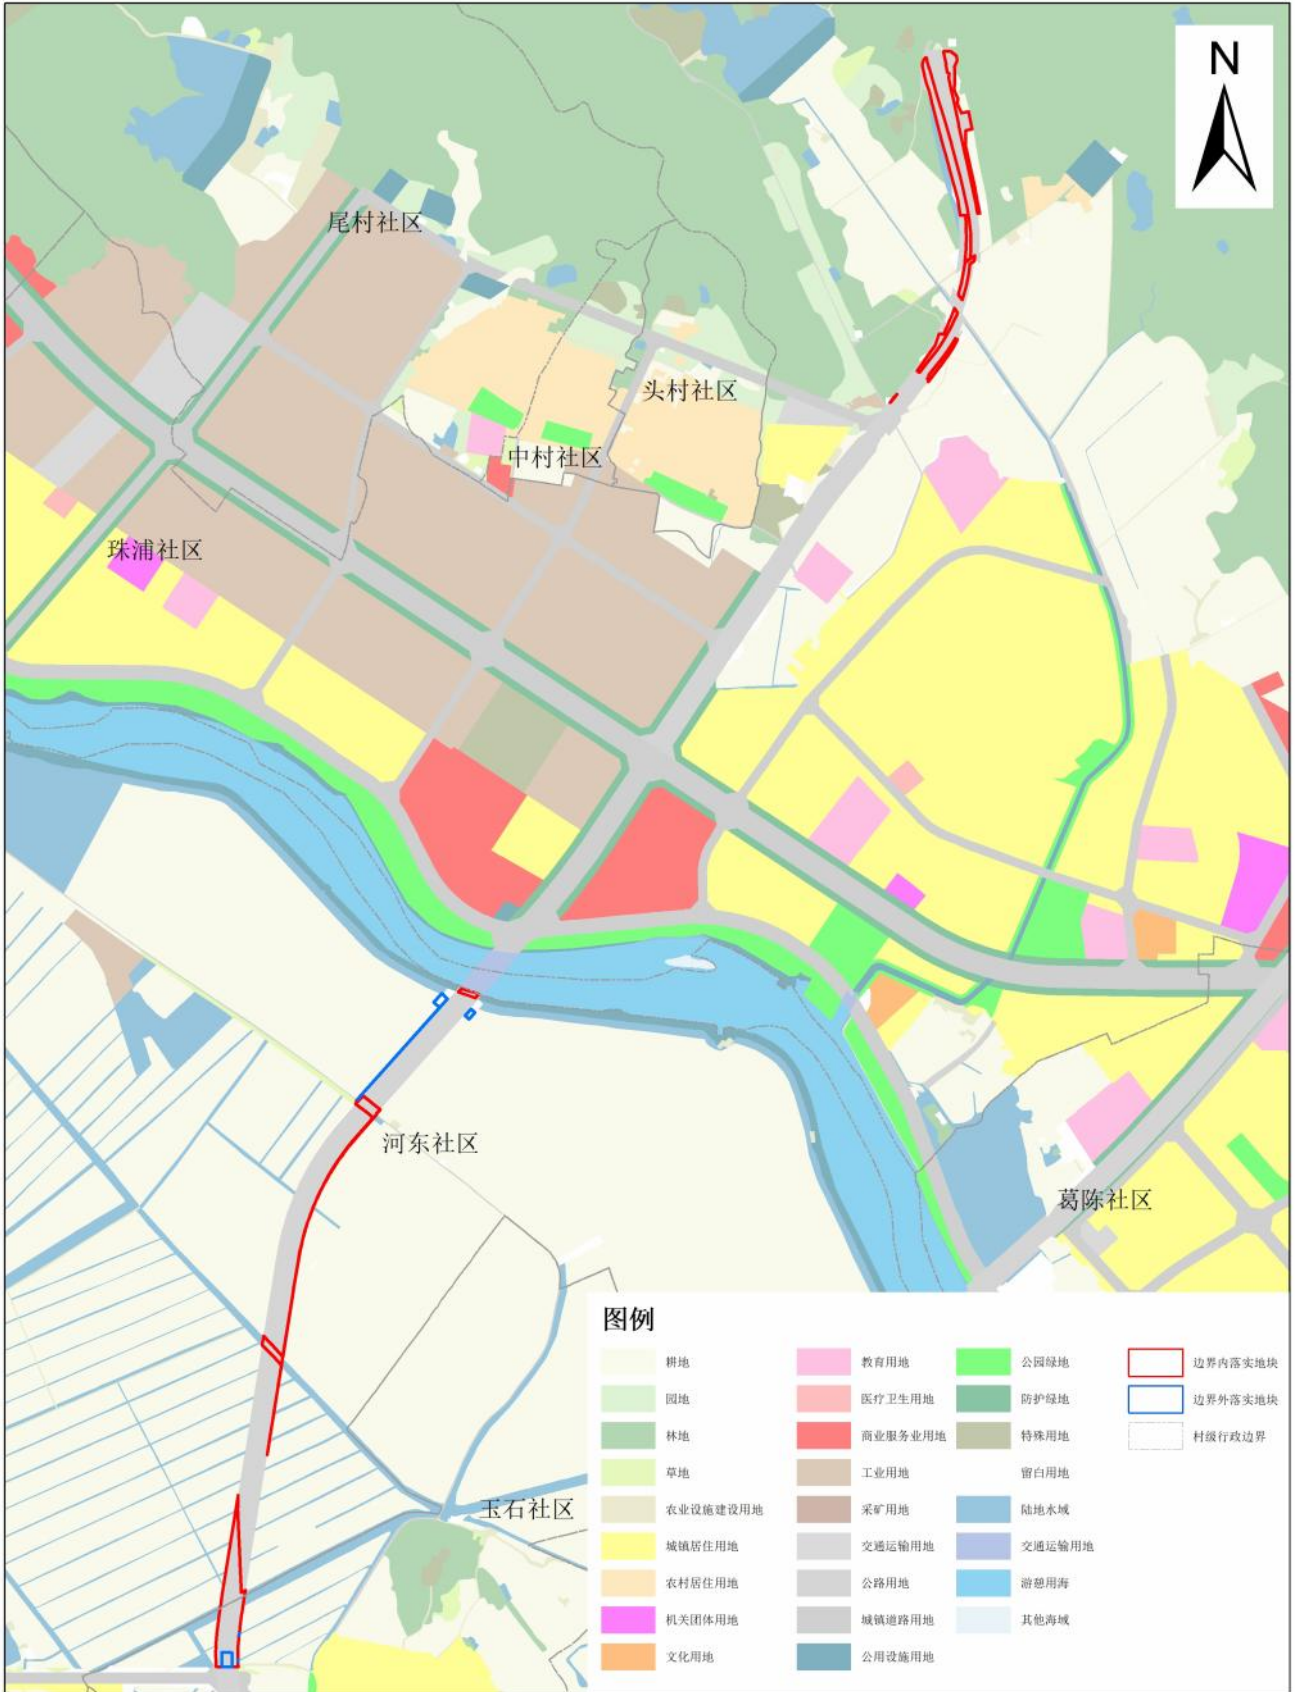 N
尾村社区
头村社区
中村社区
珠浦社区
河东社区
葛陈社区
玉石社区
图例
耕地
园地
林地
草地
农业设施建设用地
城镇居住用地
农村居住用地
机关团体用地
文化用地
教育用地
医疗卫生用地
商业服务业用地
工业用地
采矿用地
交通运输用地
公路用地
城镇道路用地
公用设施用地
公园绿地
防护绿地
特殊用地
留白用地
陆地水域
交通运输用地
游憩用海
其他海域
边界内落实地块
边界外落实地块
村级行政边界